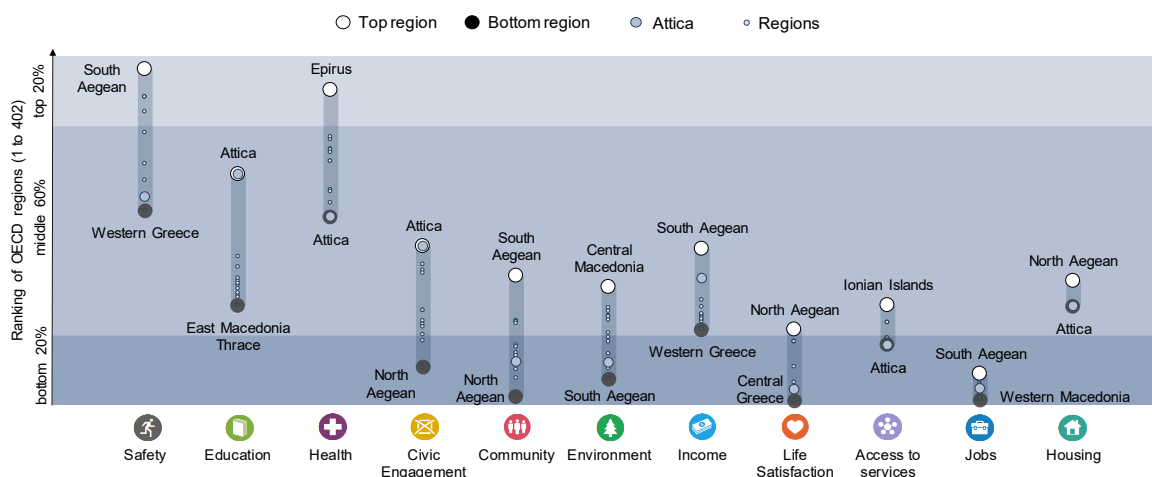 Top region
Bottom region
Attica
Regions
Ranking of OECD regions (1 to 402)
bottom 20%
middle 60%
top 20%
South
Aegean
Western Greece
Attica
East Macedonia
Thrace
Epirus
Attica
Attica
North
Aegean
South
Aegean
North
Aegean
Central
Macedonia
South Aegean
South Aegean
Western Greece
North Aegean
Central
Greece
Ionian Islands
Attica
South Aegean
Western Macedonia
North Aegean
Attica
Safety
Education
Health
Civic
Engagement
Community
Environment
Income
Life
Satisfaction
Access to
services
Jobs
Housing